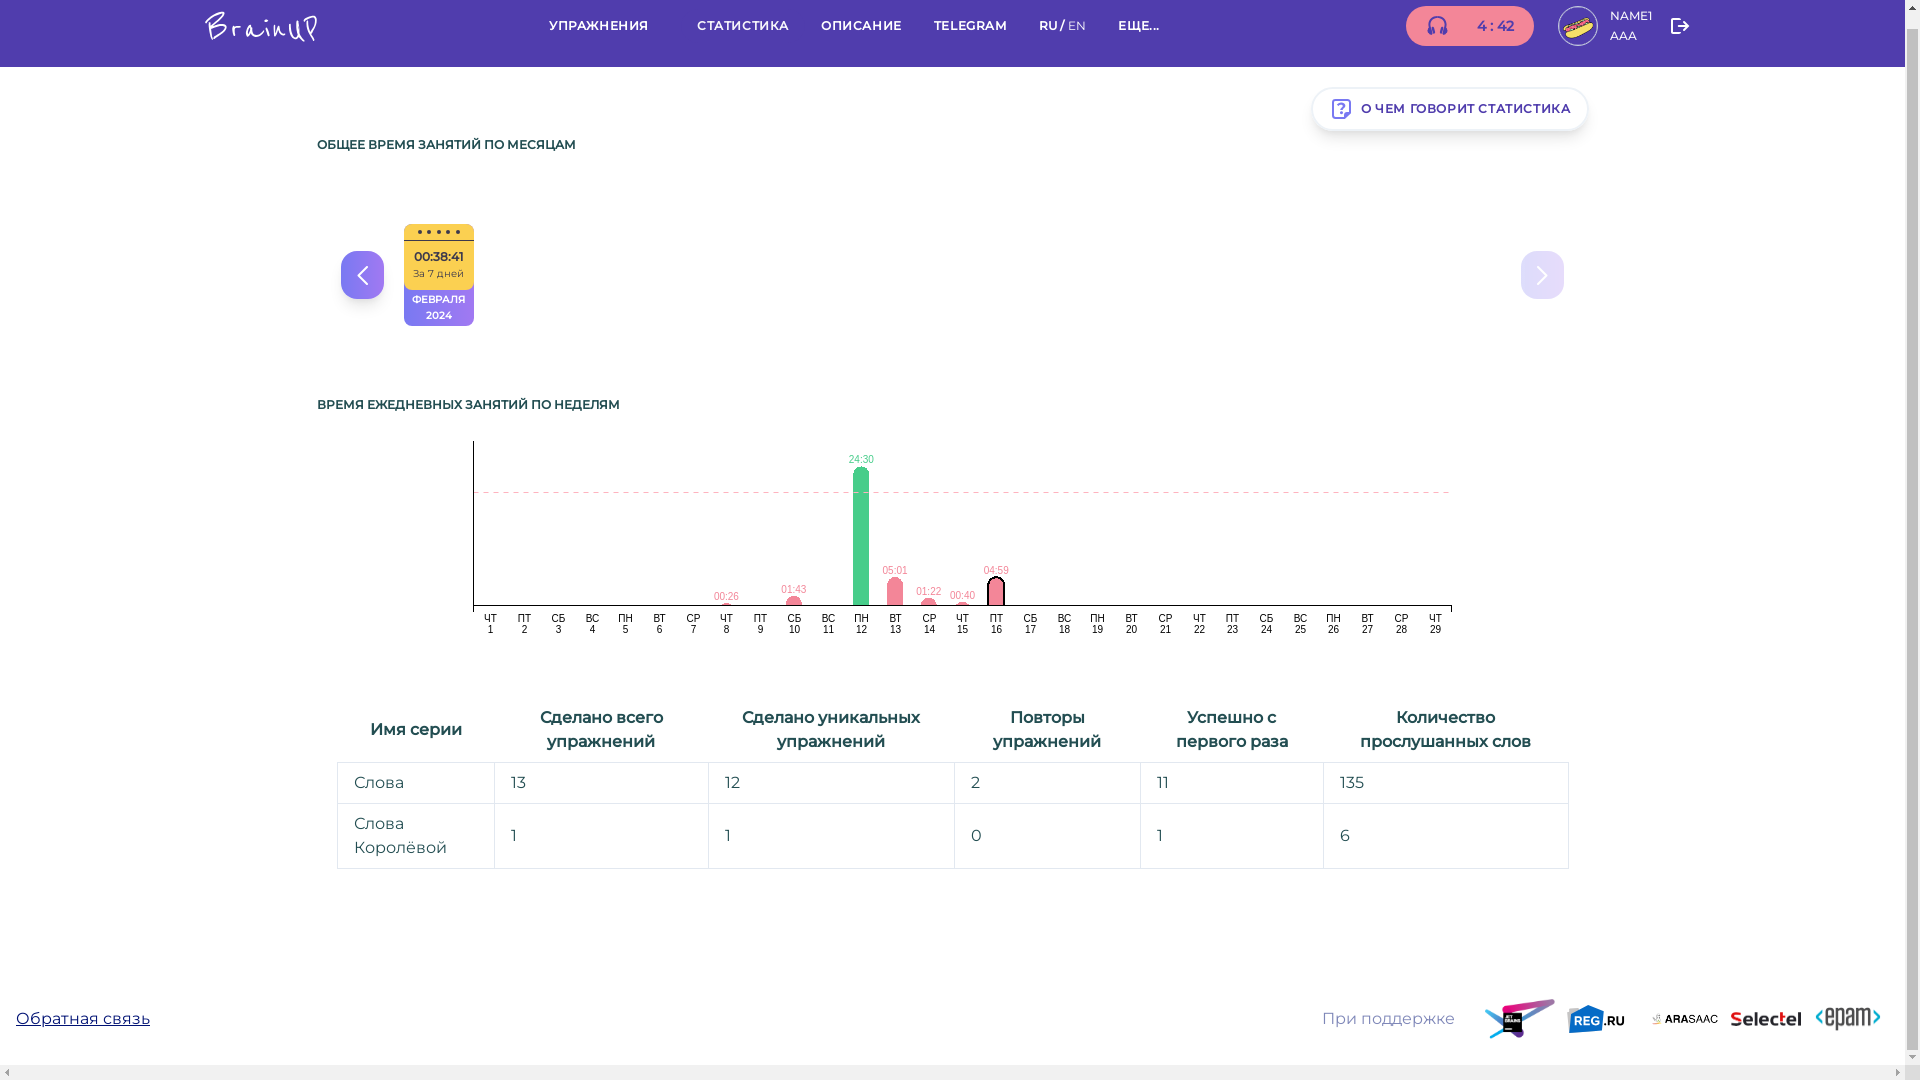 BrainUP
УПРАЖНЕНИЯ СТАТИСТИКА ОПИСАНИЕ TELEGRAM RU / EN ЕЩЕ...
4 : 42
NAME1
AAA
О ЧЕМ ГОВОРИТ СТАТИСТИКА
ОБЩЕЕ ВРЕМЯ ЗАНЯТИЙ ПО МЕСЯЦАМ
00:38:41
За 7 дней
ФЕВРАЛЯ
2024
ВРЕМЯ ЕЖЕДНЕВНЫХ ЗАНЯТИЙ ПО НЕДЕЛЯМ
00:26 01:43 24:30 05:01 01:22 00:40 04:59
ЧТ ПТ СБ ВС ПН ВТ СР ЧТ ПТ СБ ВС ПН ВТ СР ЧТ ПТ СБ ВС ПН ВТ СР ЧТ ПТ СБ ВС ПН ВТ СР ЧТ
1 2 3 4 5 6 7 8 9 10 11 12 13 14 15 16 17 18 19 20 21 22 23 24 25 26 27 28 29
Имя серии
Сделано всего
упражнений
Сделано уникальных
упражнений
Повторы
упражнений
Успешно с
первого раза
Количество
прослушанных слов
Слова 13 12 2 11 135
Слова
Королёвой
1 1 0 1 6
Обратная связь
При поддержке
JET
BRAINS
REG.RU
ARASAAC
Selectel
<epam>